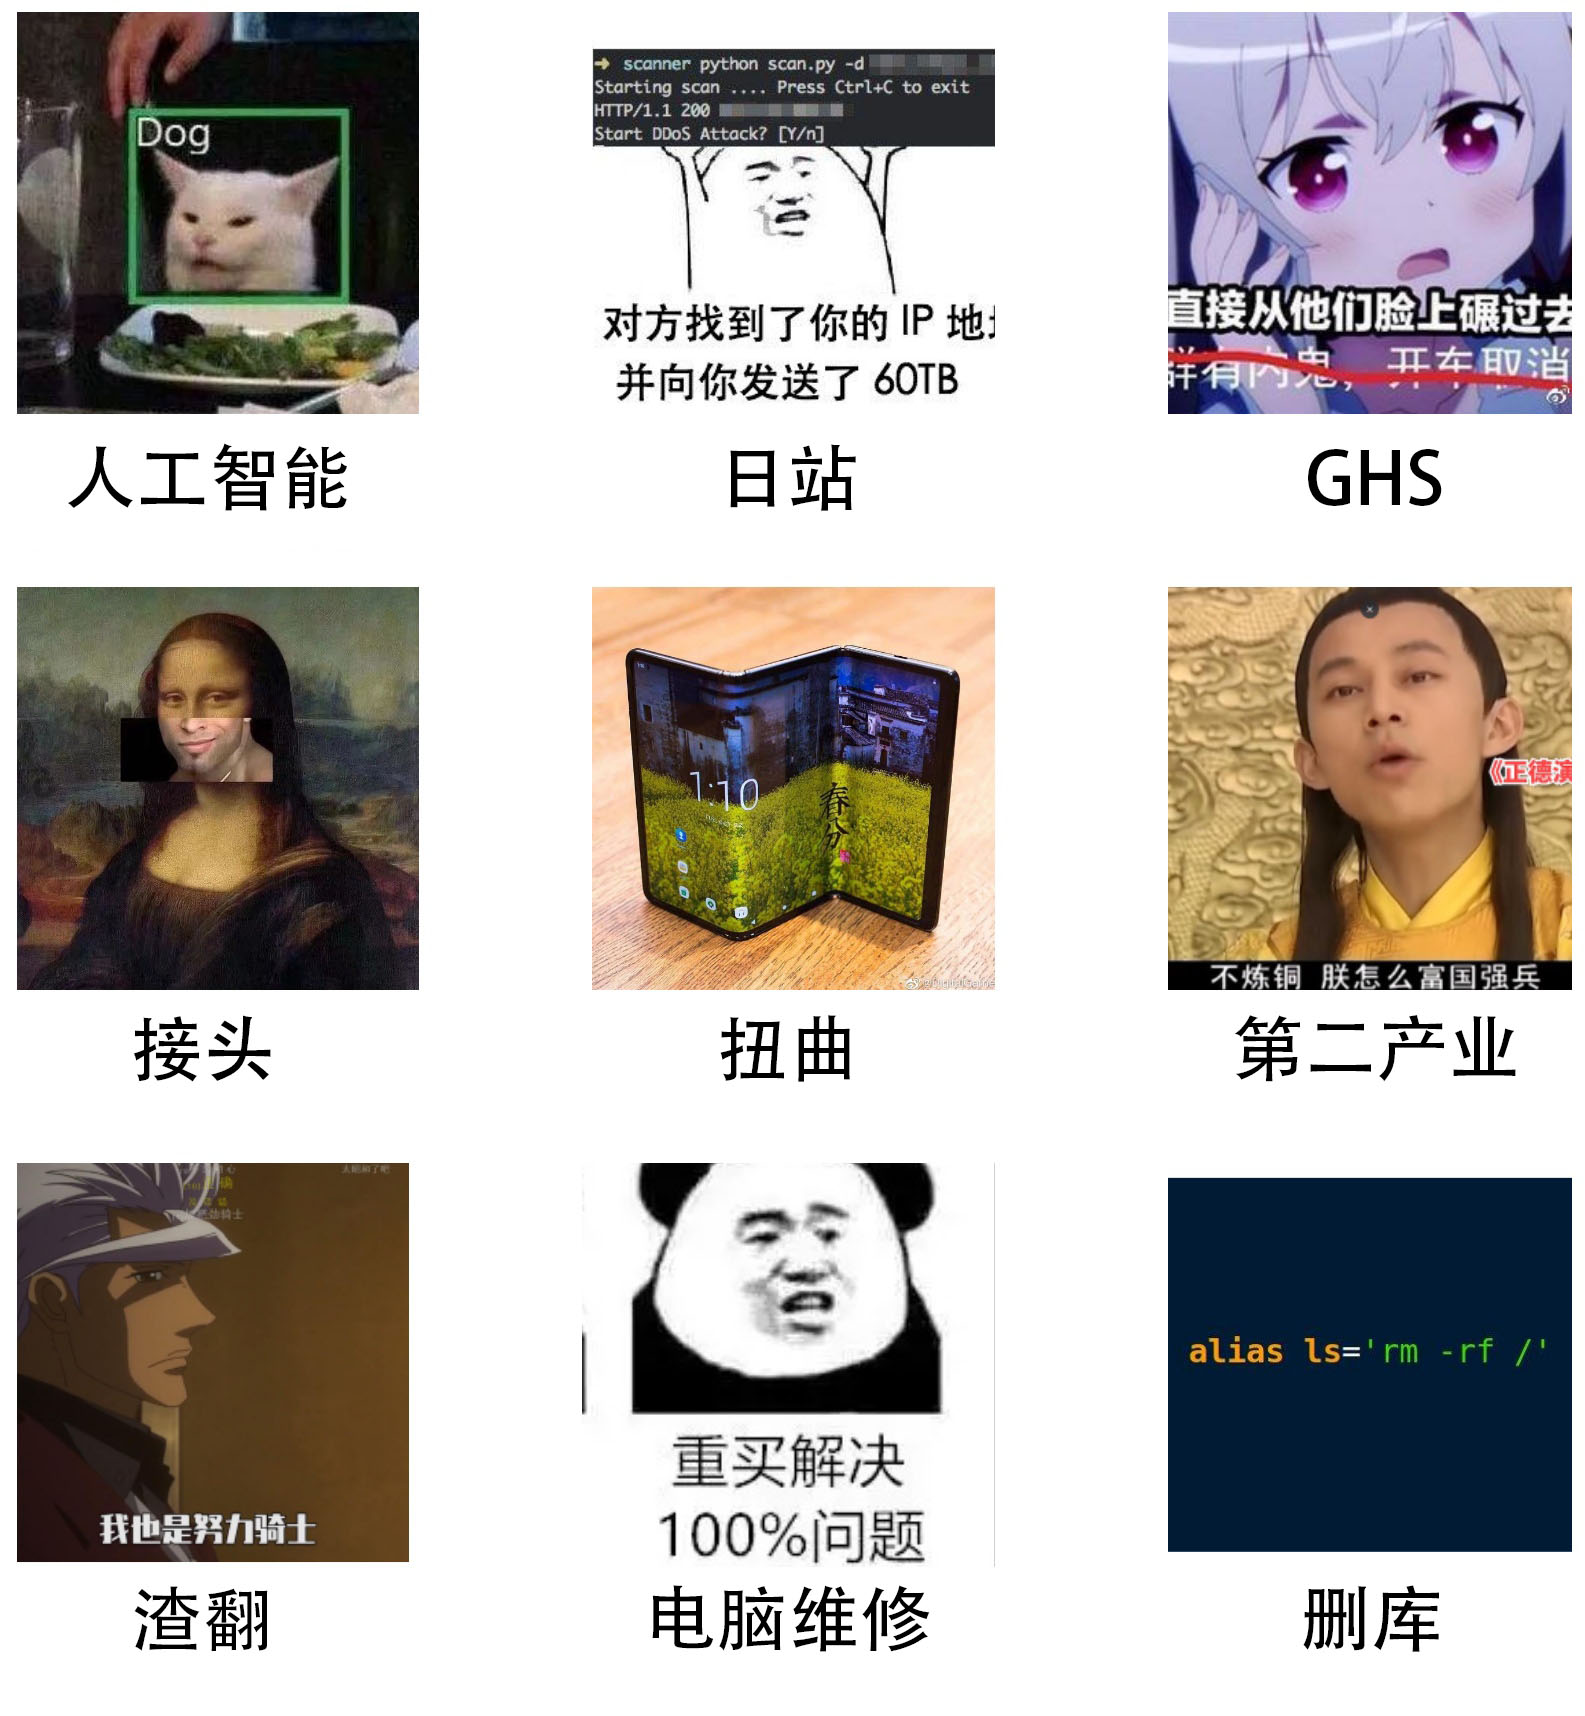 Dog
→ scanner python scan.py -d
Starting scan .... Press Ctrl+C to exit
HTTP/1.1 200
Start DDoS Attack? [Y/n]
对方找到了你的 IP 地
并向你发送了 60TB
直接从他们脸上碾过去
群有内鬼，开车取消
人工智能
日站
GHS
1:10
春分
《正德演
不炼铜 朕怎么富国强兵
接头
扭曲
第二产业
我也是努力骑士
重买解决
100%问题
alias ls='rm -rf /'
渣翻
电脑维修
删库